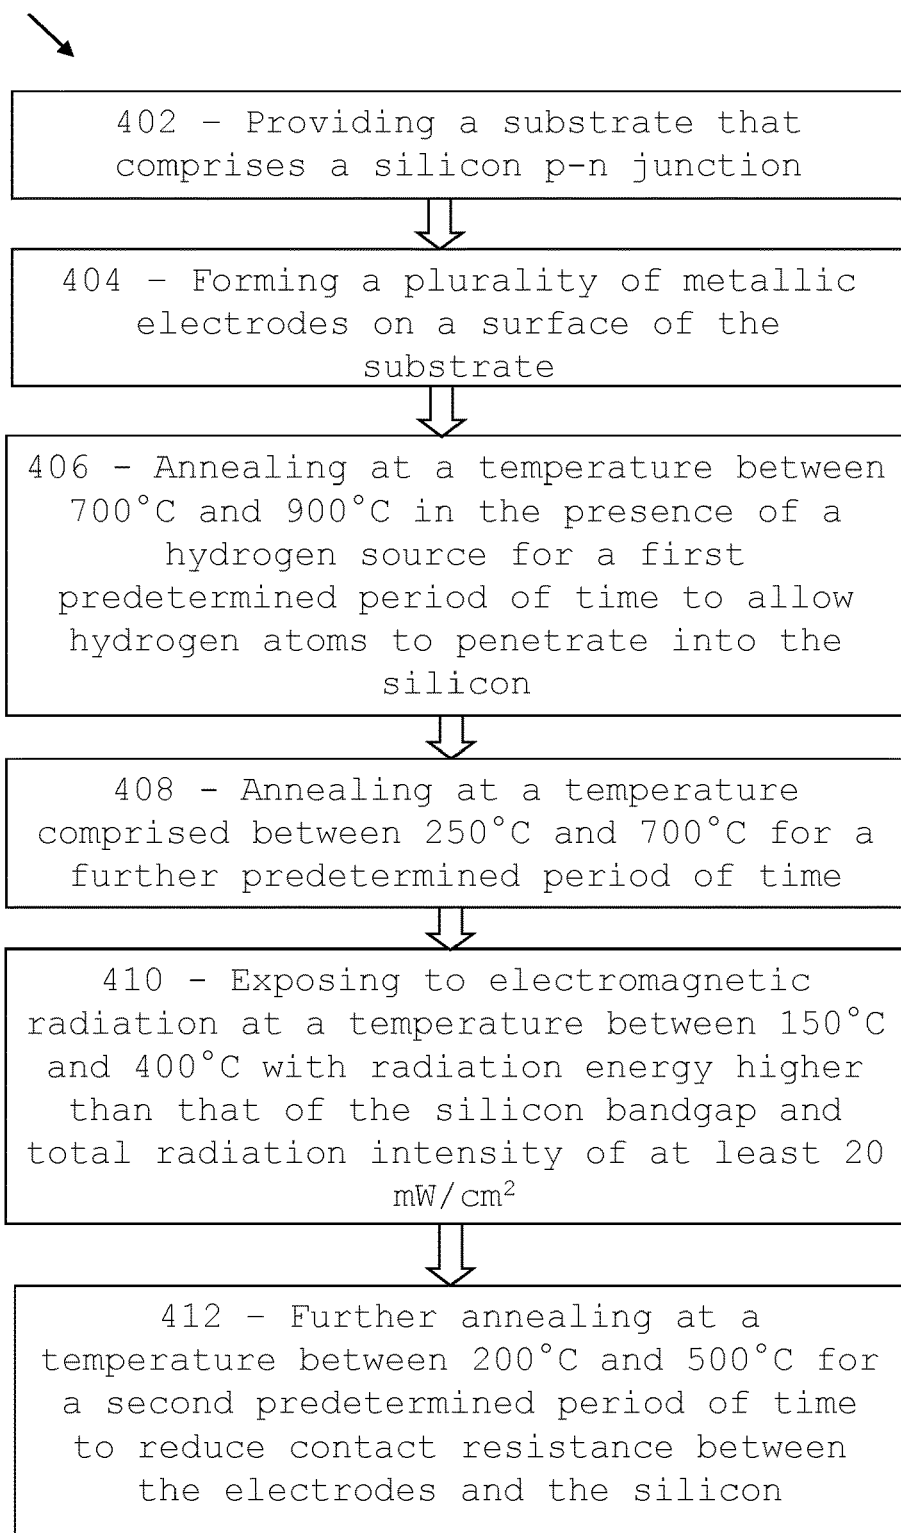 402 – Providing a substrate that
comprises a silicon p-n junction
404 – Forming a plurality of metallic
electrodes on a surface of the
substrate
406 - Annealing at a temperature between
700°C and 900°C in the presence of a
hydrogen source for a first
predetermined period of time to allow
hydrogen atoms to penetrate into the
silicon
408 - Annealing at a temperature
comprised between 250°C and 700°C for a
further predetermined period of time
410 - Exposing to electromagnetic
radiation at a temperature between 150°C
and 400°C with radiation energy higher
than that of the silicon bandgap and
total radiation intensity of at least 20
mW/cm²
412 – Further annealing at a
temperature between 200°C and 500°C for
a second predetermined period of time
to reduce contact resistance between
the electrodes and the silicon